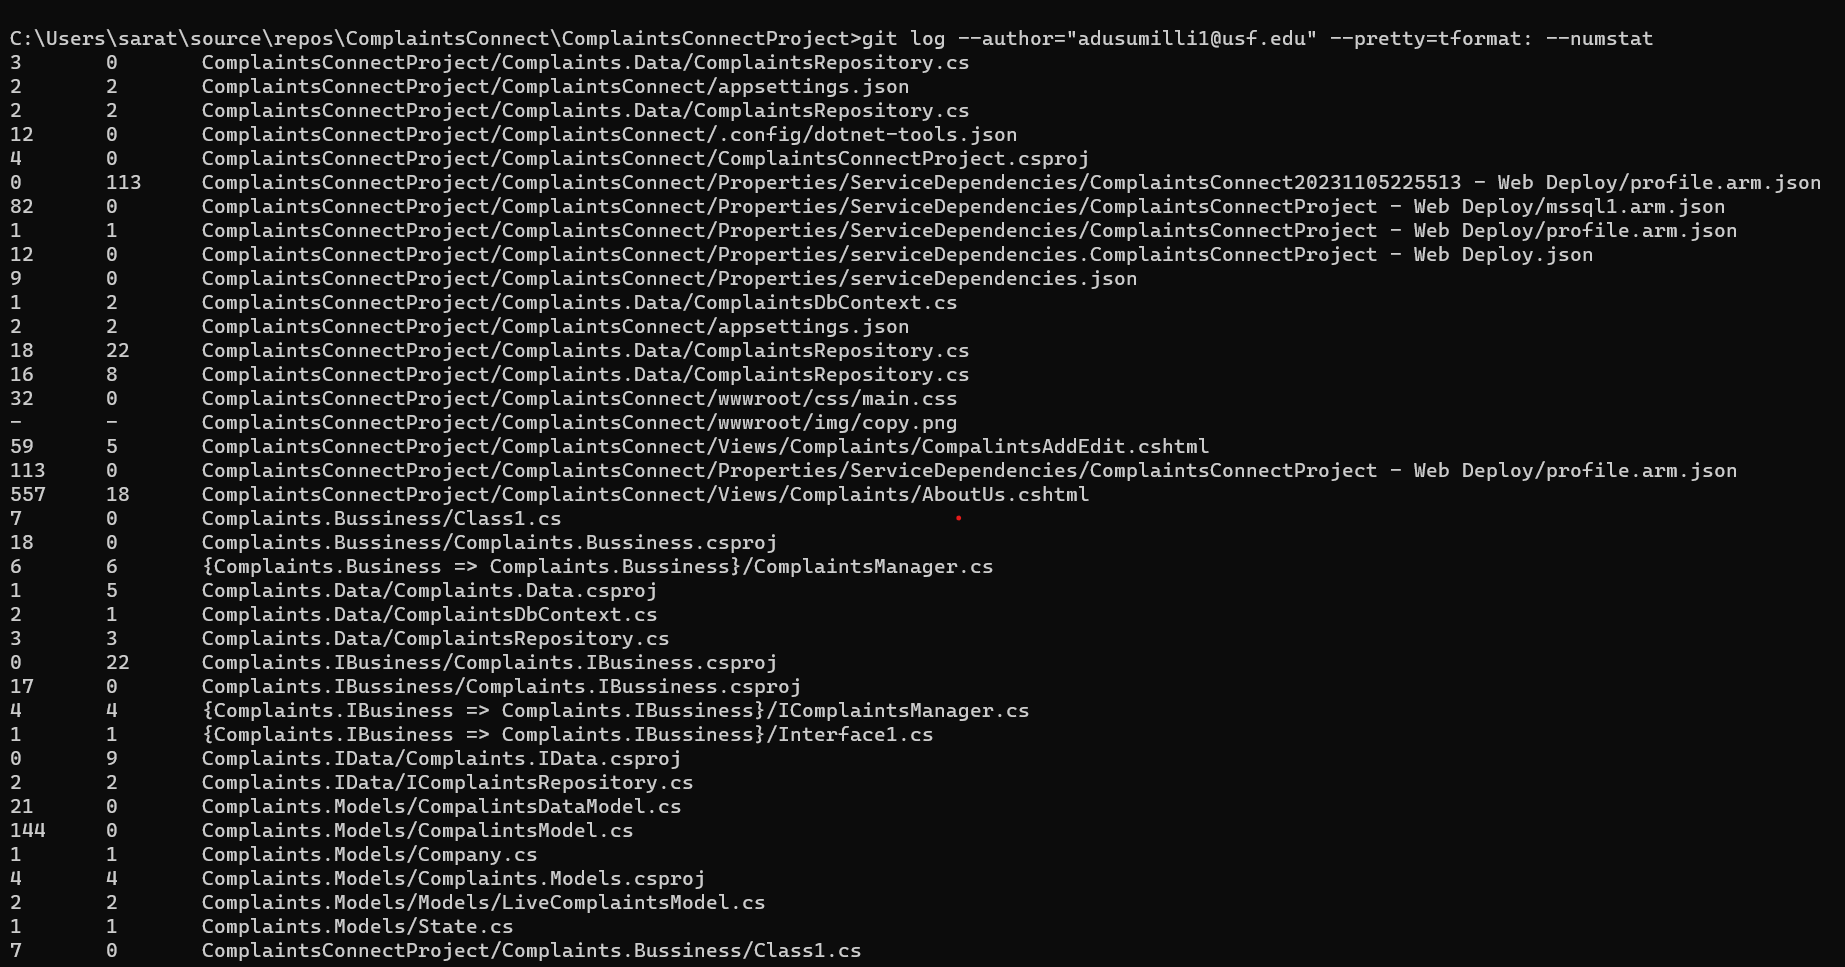 C:\Users\sarat\source\repos\ComplaintsConnect\ComplaintsConnectProject>git log --author="adusumilli1@usf.edu" --pretty=tformat: --numstat
3 0 ComplaintsConnectProject/Complaints.Data/ComplaintsRepository.cs
2 2 ComplaintsConnectProject/ComplaintsConnect/appsettings.json
2 2 ComplaintsConnectProject/Complaints.Data/ComplaintsRepository.cs
12 0 ComplaintsConnectProject/ComplaintsConnect/.config/dotnet-tools.json
4 0 ComplaintsConnectProject/ComplaintsConnect/ComplaintsConnectProject.csproj
0 113 ComplaintsConnectProject/ComplaintsConnect/Properties/ServiceDependencies/ComplaintsConnect20231105225513 - Web Deploy/profile.arm.json
82 0 ComplaintsConnectProject/ComplaintsConnect/Properties/ServiceDependencies/ComplaintsConnectProject - Web Deploy/mssql1.arm.json
1 1 ComplaintsConnectProject/ComplaintsConnect/Properties/ServiceDependencies/ComplaintsConnectProject - Web Deploy/profile.arm.json
12 0 ComplaintsConnectProject/ComplaintsConnect/Properties/serviceDependencies.ComplaintsConnectProject - Web Deploy.json
9 0 ComplaintsConnectProject/ComplaintsConnect/Properties/serviceDependencies.json
1 2 ComplaintsConnectProject/Complaints.Data/ComplaintsDbContext.cs
2 2 ComplaintsConnectProject/ComplaintsConnect/appsettings.json
18 22 ComplaintsConnectProject/Complaints.Data/ComplaintsRepository.cs
16 8 ComplaintsConnectProject/Complaints.Data/ComplaintsRepository.cs
32 0 ComplaintsConnectProject/ComplaintsConnect/wwwroot/css/main.css
- - ComplaintsConnectProject/ComplaintsConnect/wwwroot/img/copy.png
59 5 ComplaintsConnectProject/ComplaintsConnect/Views/Complaints/CompalintsAddEdit.cshtml
113 0 ComplaintsConnectProject/ComplaintsConnect/Properties/ServiceDependencies/ComplaintsConnectProject - Web Deploy/profile.arm.json
557 18 ComplaintsConnectProject/ComplaintsConnect/Views/Complaints/AboutUs.cshtml
7 0 Complaints.Bussiness/Class1.cs
18 0 Complaints.Bussiness/Complaints.Bussiness.csproj
6 6 {Complaints.Business => Complaints.Bussiness}/ComplaintsManager.cs
1 5 Complaints.Data/Complaints.Data.csproj
2 1 Complaints.Data/ComplaintsDbContext.cs
3 3 Complaints.Data/ComplaintsRepository.cs
0 22 Complaints.IBusiness/Complaints.IBusiness.csproj
17 0 Complaints.IBussiness/Complaints.IBussiness.csproj
4 4 {Complaints.IBusiness => Complaints.IBussiness}/IComplaintsManager.cs
1 1 {Complaints.IBusiness => Complaints.IBussiness}/Interface1.cs
0 9 Complaints.IData/Complaints.IData.csproj
2 2 Complaints.IData/IComplaintsRepository.cs
21 0 Complaints.Models/CompalintsDataModel.cs
144 0 Complaints.Models/CompalintsModel.cs
1 1 Complaints.Models/Company.cs
4 4 Complaints.Models/Complaints.Models.csproj
2 2 Complaints.Models/Models/LiveComplaintsModel.cs
1 1 Complaints.Models/State.cs
7 0 ComplaintsConnectProject/Complaints.Bussiness/Class1.cs